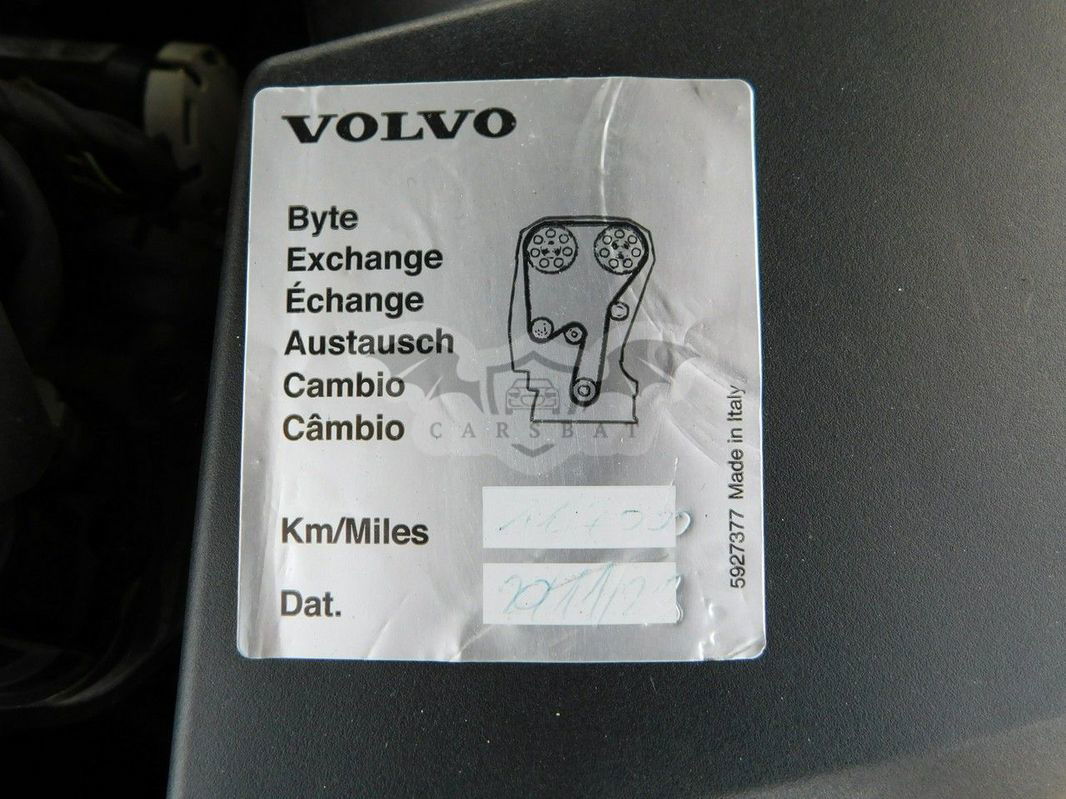 VOLVO
Byte
Exchange
Échange
Austausch
Cambio
Câmbio
CARSBAT
Km/Miles
Dat.
5927377 Made in Italy